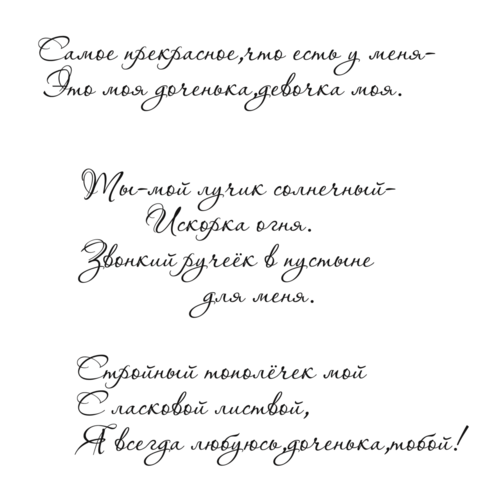 Самое прекрасное,что есть у меня-
Это моя доченька,девочка моя.
Ты-мой лучик солнечный-
Искорка огня.
Звонкий ручеёк в пустыне
для меня.
Стройный тополёчек мой
С ласковой листвой,
Я всегда любуюсь,доченька,тобой!